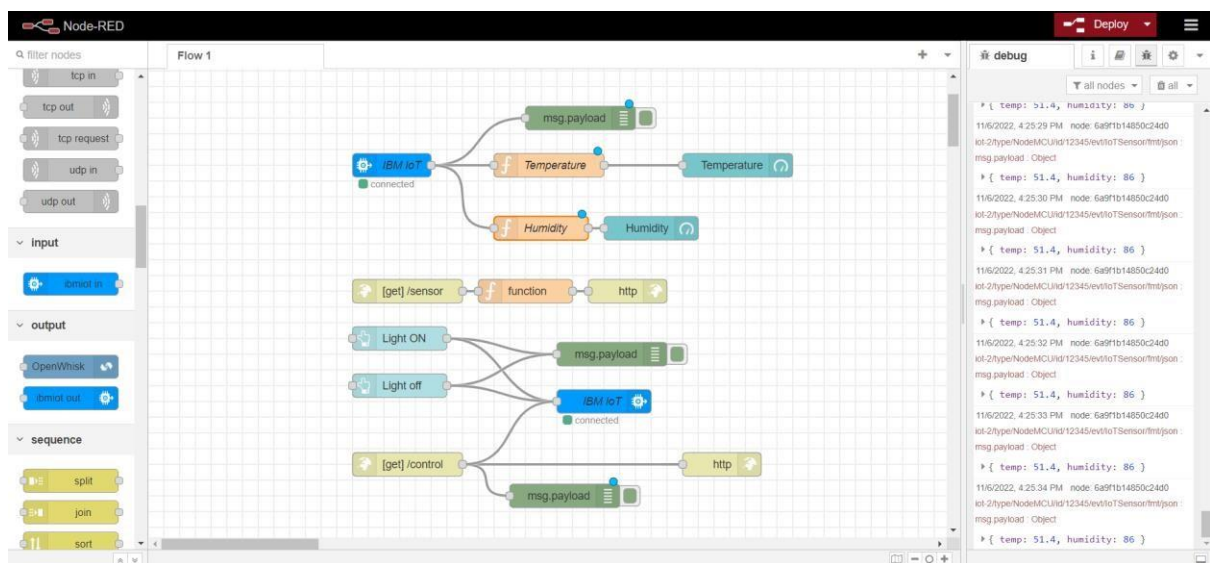 Node-RED
Deploy
filter nodes
tcp in
tcp out
tcp request
udp in
udp out
input
ibmiot in
output
OpenWhisk
ibmiot out
sequence
split
join
sort
Flow 1
msg.payload
IBM IoT
connected
Temperature
Temperature
Humidity
Humidity
[get] /sensor
function
http
Light ON
Light off
msg.payload
IBM IoT
connected
[get] /control
http
msg.payload
debug
i
all nodes
all
{ temp: 51.4, humidity: 86 }
11/6/2022, 4:25:29 PM node: 6a9f1b14850c24d0
iot-2/type/NodeMCU/id/12345/evt/IoTSensor/fmt/json :
msg.payload : Object
{ temp: 51.4, humidity: 86 }
11/6/2022, 4:25:30 PM node: 6a9f1b14850c24d0
iot-2/type/NodeMCU/id/12345/evt/IoTSensor/fmt/json :
msg.payload : Object
{ temp: 51.4, humidity: 86 }
11/6/2022, 4:25:31 PM node: 6a9f1b14850c24d0
iot-2/type/NodeMCU/id/12345/evt/IoTSensor/fmt/json :
msg.payload : Object
{ temp: 51.4, humidity: 86 }
11/6/2022, 4:25:32 PM node: 6a9f1b14850c24d0
iot-2/type/NodeMCU/id/12345/evt/IoTSensor/fmt/json :
msg.payload : Object
{ temp: 51.4, humidity: 86 }
11/6/2022, 4:25:33 PM node: 6a9f1b14850c24d0
iot-2/type/NodeMCU/id/12345/evt/IoTSensor/fmt/json :
msg.payload : Object
{ temp: 51.4, humidity: 86 }
11/6/2022, 4:25:34 PM node: 6a9f1b14850c24d0
iot-2/type/NodeMCU/id/12345/evt/IoTSensor/fmt/json :
msg.payload : Object
{ temp: 51.4, humidity: 86 }